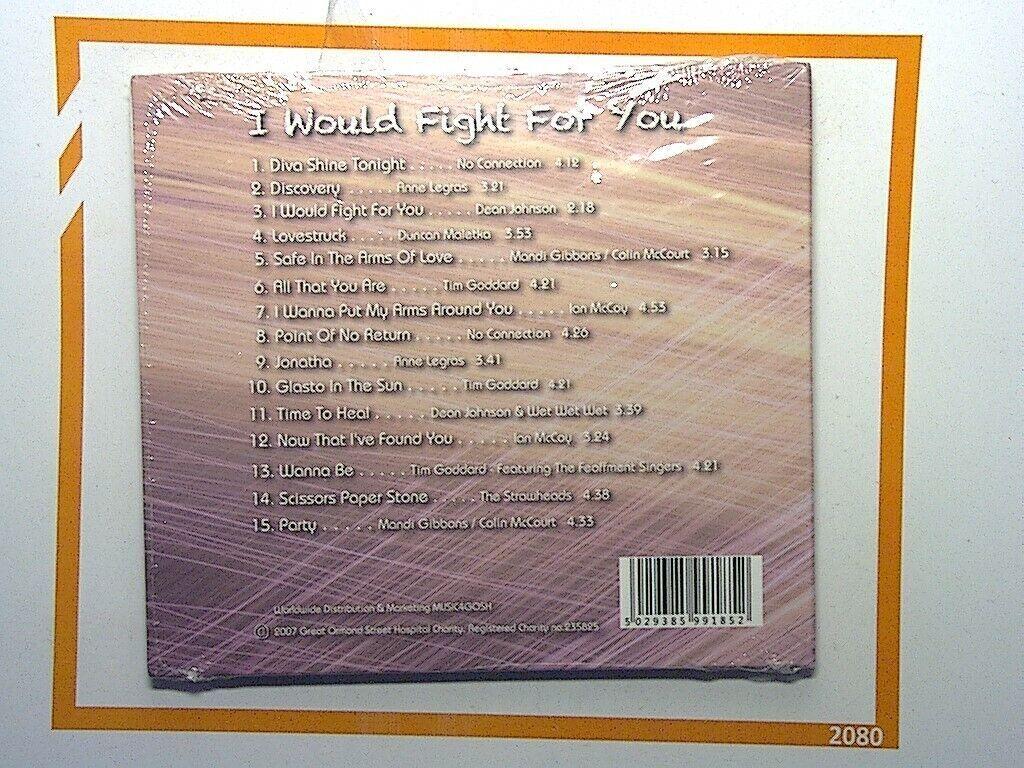 I Would Fight For You
1. Diva Shine Tonight ..... No Connection 4.12
2. Discovery ..... Anne Legras 3.21
3. I Would Fight For You ..... Dean Johnson 2.18
4. Lovestruck ..... Duncan Maletka 3.53
5. Safe In The Arms Of Love ..... Mandi Gibbons / Colin McCourt 3.15
6. All That You Are ..... Tim Goddard 4.21
7. I Wanna Put My Arms Around You ..... Ian McCoy 4.53
8. Point Of No Return ..... No Connection 4.26
9. Jonatha ..... Anne Legras 3.41
10. Glasto In The Sun ..... Tim Goddard 4.21
11. Time To Heal ..... Dean Johnson & Wet Wet Wet 3.39
12. Now That I've Found You ..... Ian McCoy 3.24
13. Wanna Be ..... Tim Goddard - Featuring The Feoffment Singers 4.21
14. Scissors Paper Stone ..... The Strawheads 4.38
15. Party ..... Mandi Gibbons / Colin McCourt 4.33
Worldwide Distribution & Marketing MUSIC4GOSH
℗ 2007 Great Ormond Street Hospital Charity. Registered Charity no.235825
5 029385 991852
2080